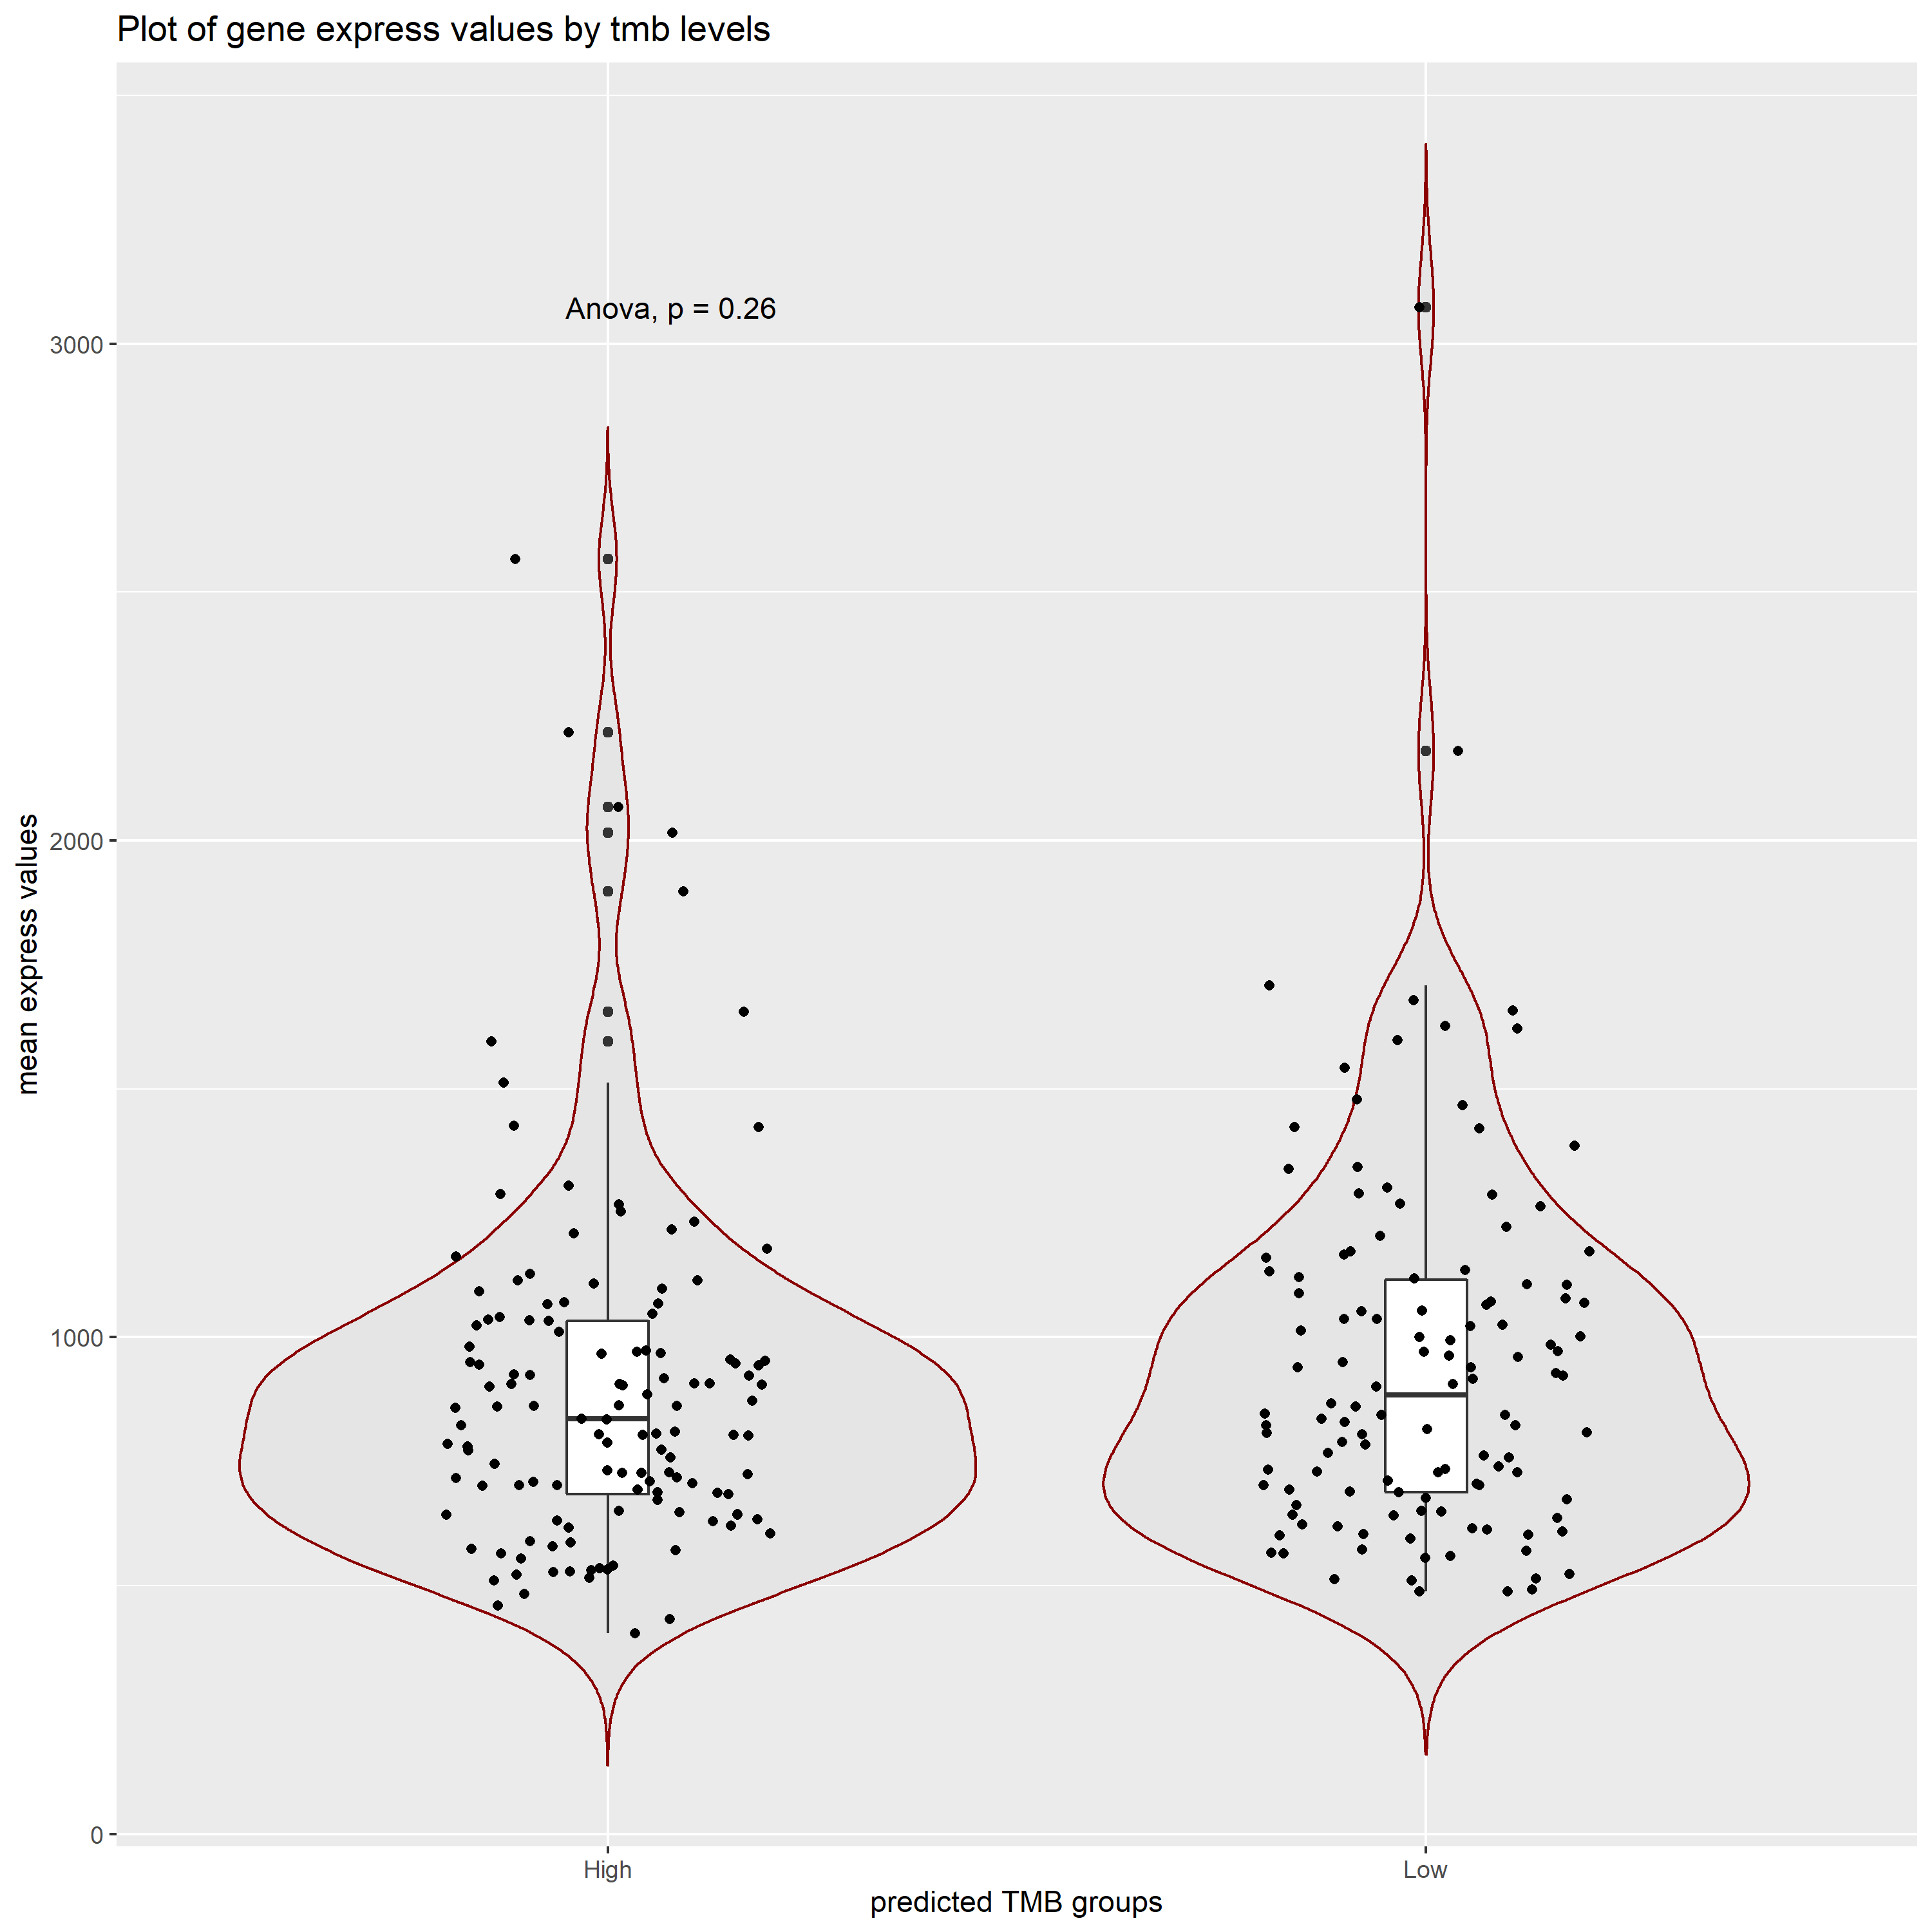 Plot of gene express values by tmb levels
Anova, p = 0.26
3000
2000
1000
0
mean express values
High
Low
predicted TMB groups